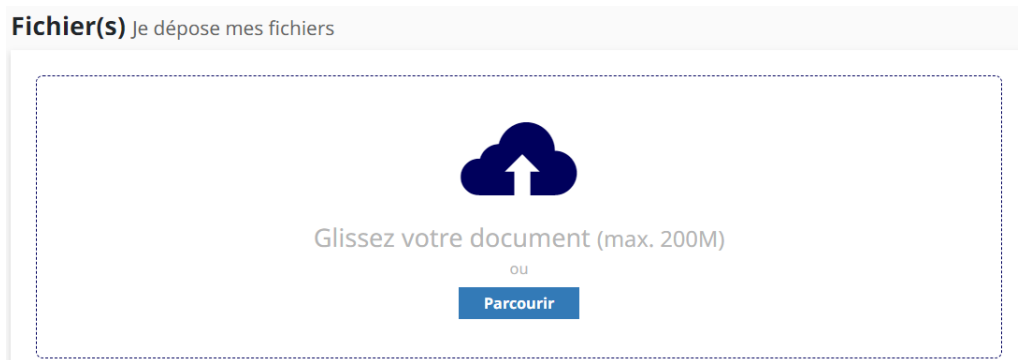 Fichier(s) Je dépose mes fichiers
Glissez votre document (max. 200M)
ou
Parcourir